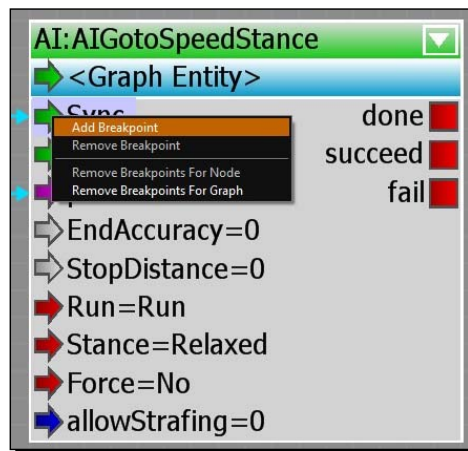 AI:AIGotoSpeedStance
<Graph Entity>
Sync
done
Add Breakpoint
Remove Breakpoint
succeed
Remove Breakpoints For Node
Remove Breakpoints For Graph
fail
EndAccuracy=0
StopDistance=0
Run=Run
Stance=Relaxed
Force=No
allowStrafing=0